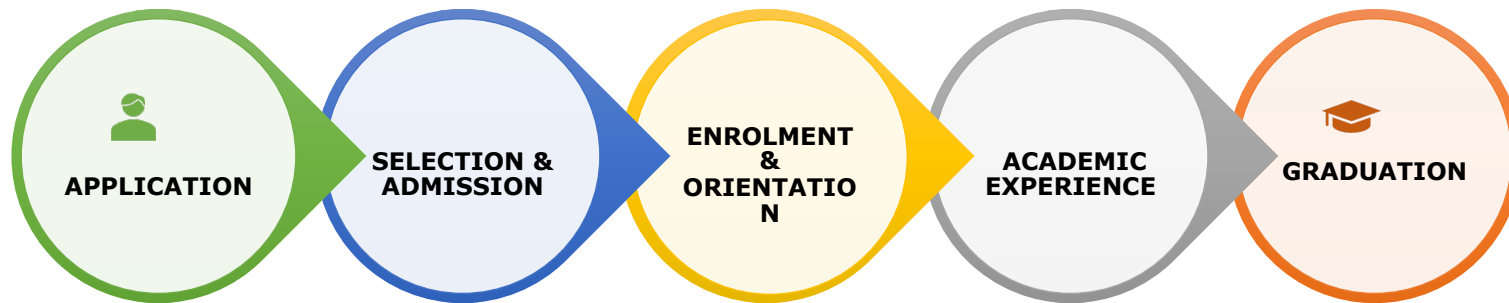 APPLICATION
SELECTION &
ADMISSION
ENROLMENT
&
ORIENTATIO
N
ACADEMIC
EXPERIENCE
GRADUATION